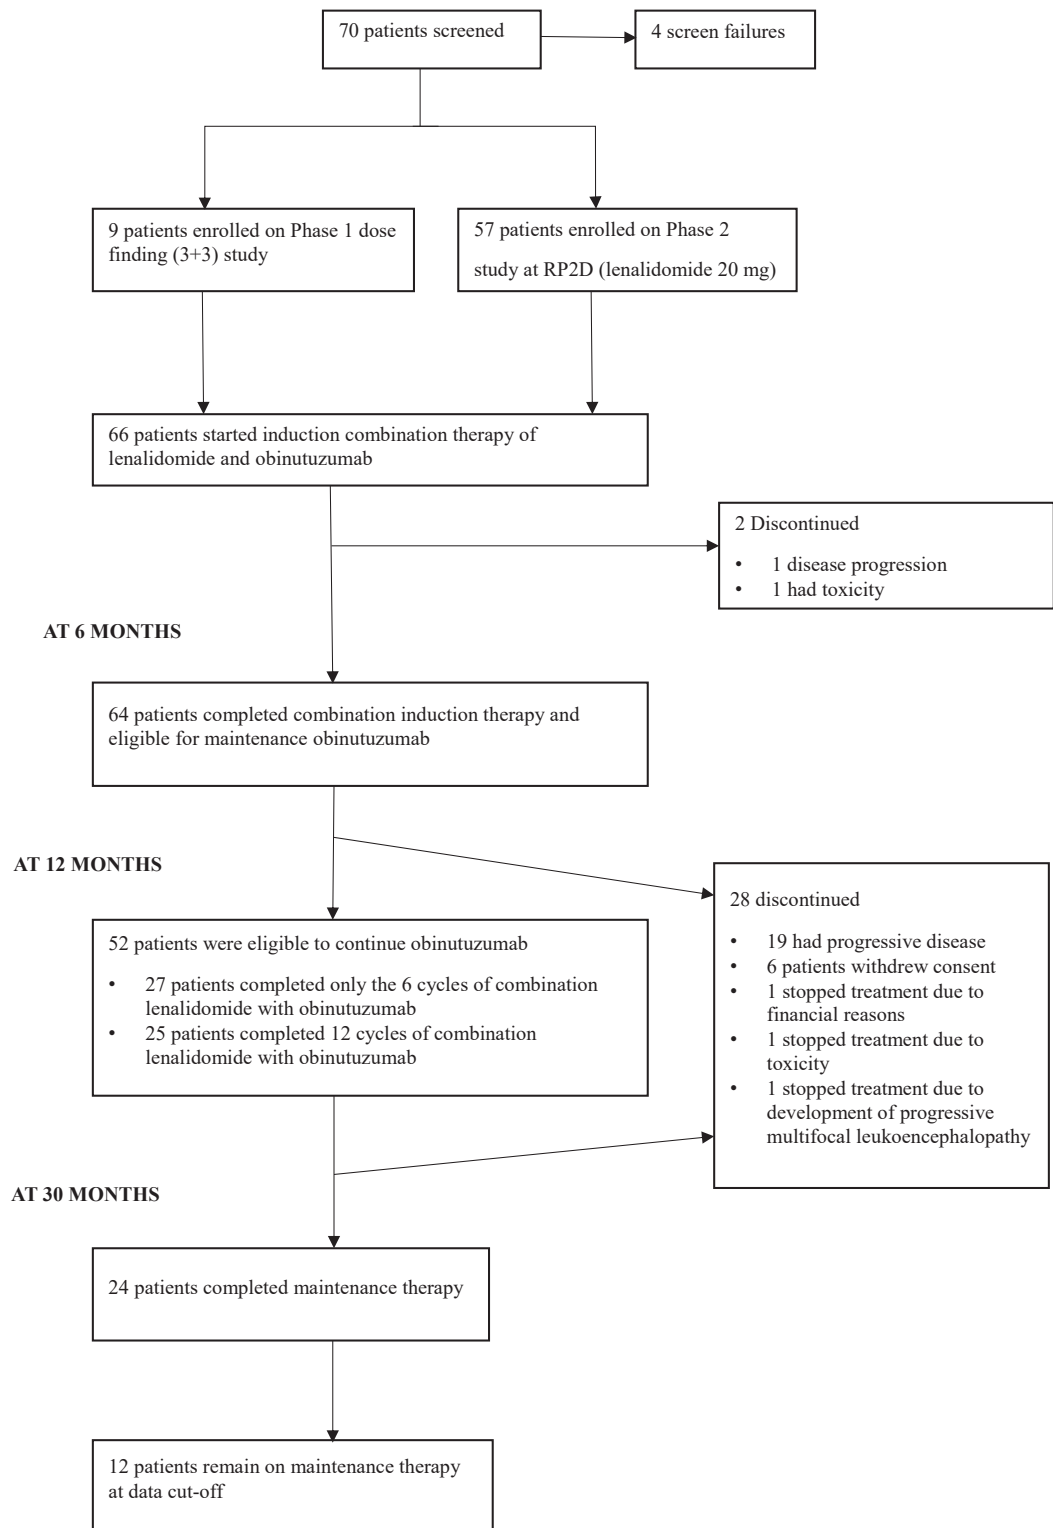 70 patients screened
4 screen failures
9 patients enrolled on Phase 1 dose
finding (3+3) study
57 patients enrolled on Phase 2
study at RP2D (lenalidomide 20 mg)
66 patients started induction combination therapy of
lenalidomide and obinutuzumab
2 Discontinued
• 1 disease progression
• 1 had toxicity
AT 6 MONTHS
64 patients completed combination induction therapy and
eligible for maintenance obinutuzumab
AT 12 MONTHS
28 discontinued
• 19 had progressive disease
• 6 patients withdrew consent
• 1 stopped treatment due to
financial reasons
• 1 stopped treatment due to
toxicity
• 1 stopped treatment due to
development of progressive
multifocal leukoencephalopathy
52 patients were eligible to continue obinutuzumab
• 27 patients completed only the 6 cycles of combination
lenalidomide with obinutuzumab
• 25 patients completed 12 cycles of combination
lenalidomide with obinutuzumab
AT 30 MONTHS
24 patients completed maintenance therapy
12 patients remain on maintenance therapy
at data cut-off